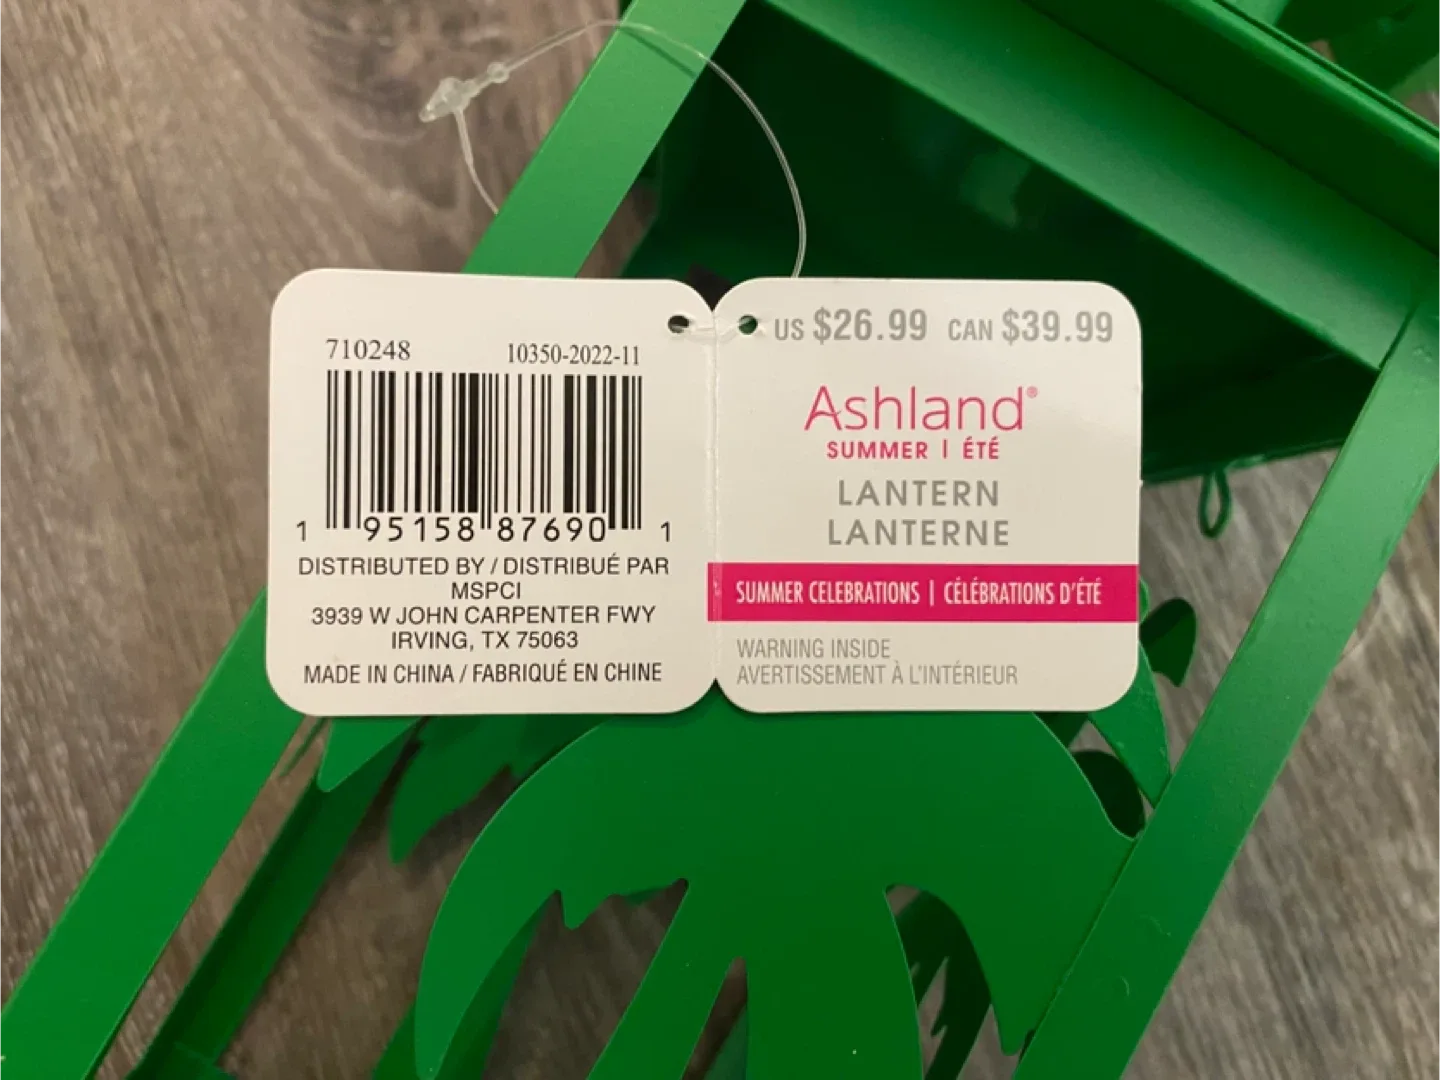 710248 10350-2022-11
1 95158 87690 1
DISTRIBUTED BY / DISTRIBUÉ PAR
MSPCI
3939 W JOHN CARPENTER FWY
IRVING, TX 75063
MADE IN CHINA / FABRIQUÉ EN CHINE
US $26.99 CAN $39.99
Ashland®
SUMMER | ÉTÉ
LANTERN
LANTERNE
SUMMER CELEBRATIONS | CÉLÉBRATIONS D'ÉTÉ
WARNING INSIDE
AVERTISSEMENT À L'INTÉRIEUR